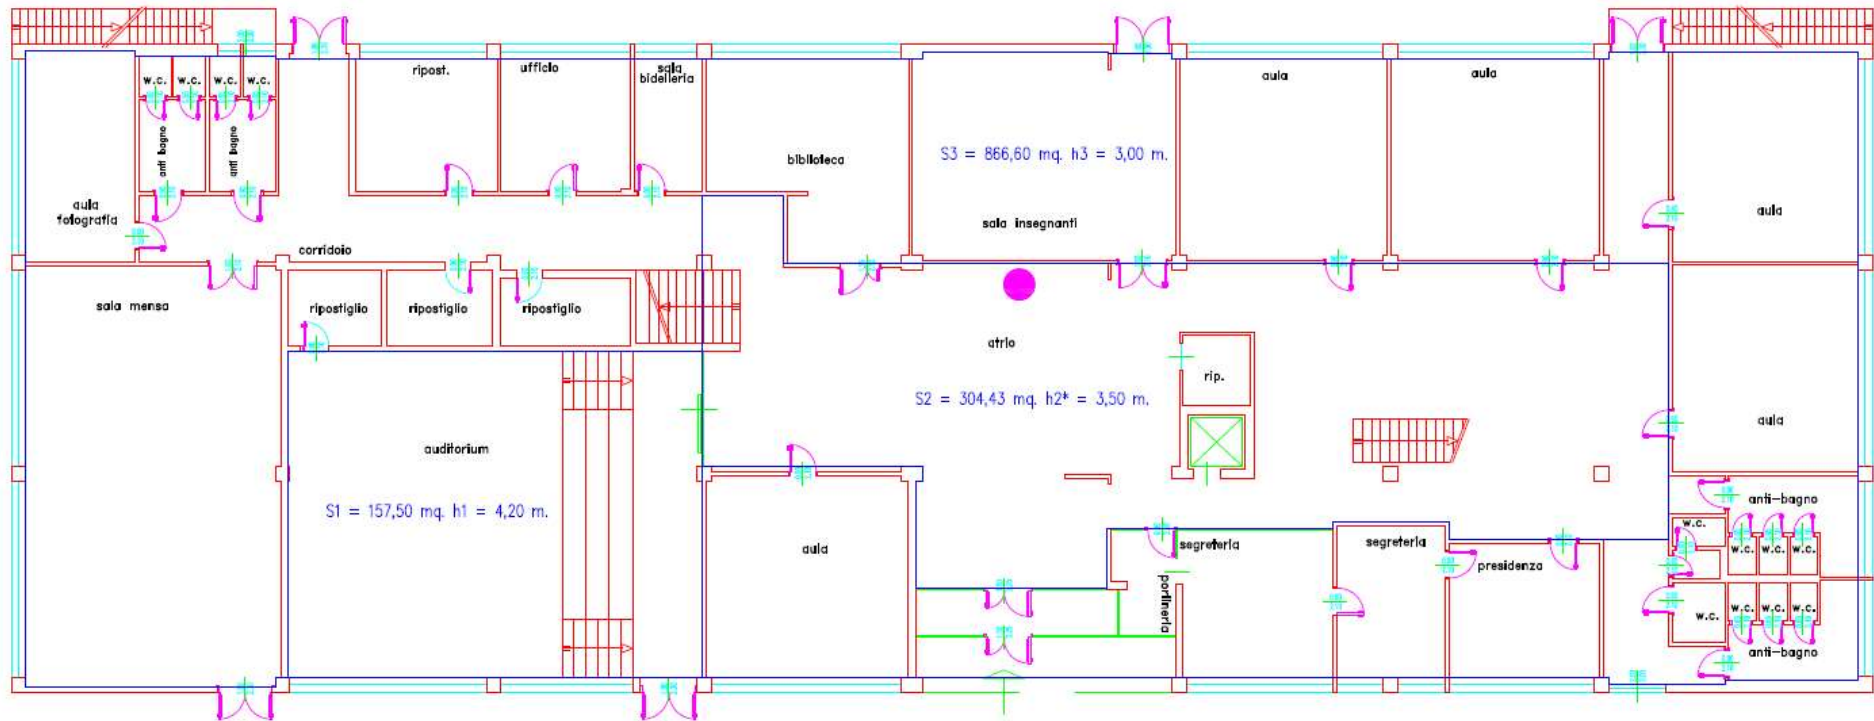 w.c.
w.c.
w.c.
w.c.
ripost.
ufficio
sala
bidelleria
aula
aula
anti bagno
anti bagno
biblioteca
S3 = 866,60 mq. h3 = 3,00 m.
aula
fotografia
sala insegnanti
aula
corridoio
sala mensa
ripostiglio
ripostiglio
ripostiglio
atrio
rip.
S2 = 304,43 mq. h2* = 3,50 m.
aula
auditorium
S1 = 157,50 mq. h1 = 4,20 m.
anti-bagno
w.c.
aula
segreteria
segreteria
w.c.
w.c.
w.c.
presidenza
portineria
w.c.
w.c.
w.c.
w.c.
anti-bagno